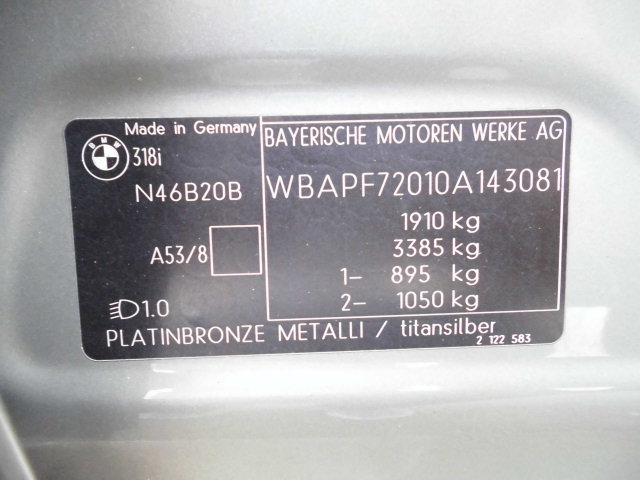 BMW
Made in Germany
318i
N46B20B
A53/8
1.0
BAYERISCHE MOTOREN WERKE AG
WBAPF72010A143081
1910 kg
3385 kg
1- 895 kg
2- 1050 kg
PLATINBRONZE METALLI / titansilber
2 122 583